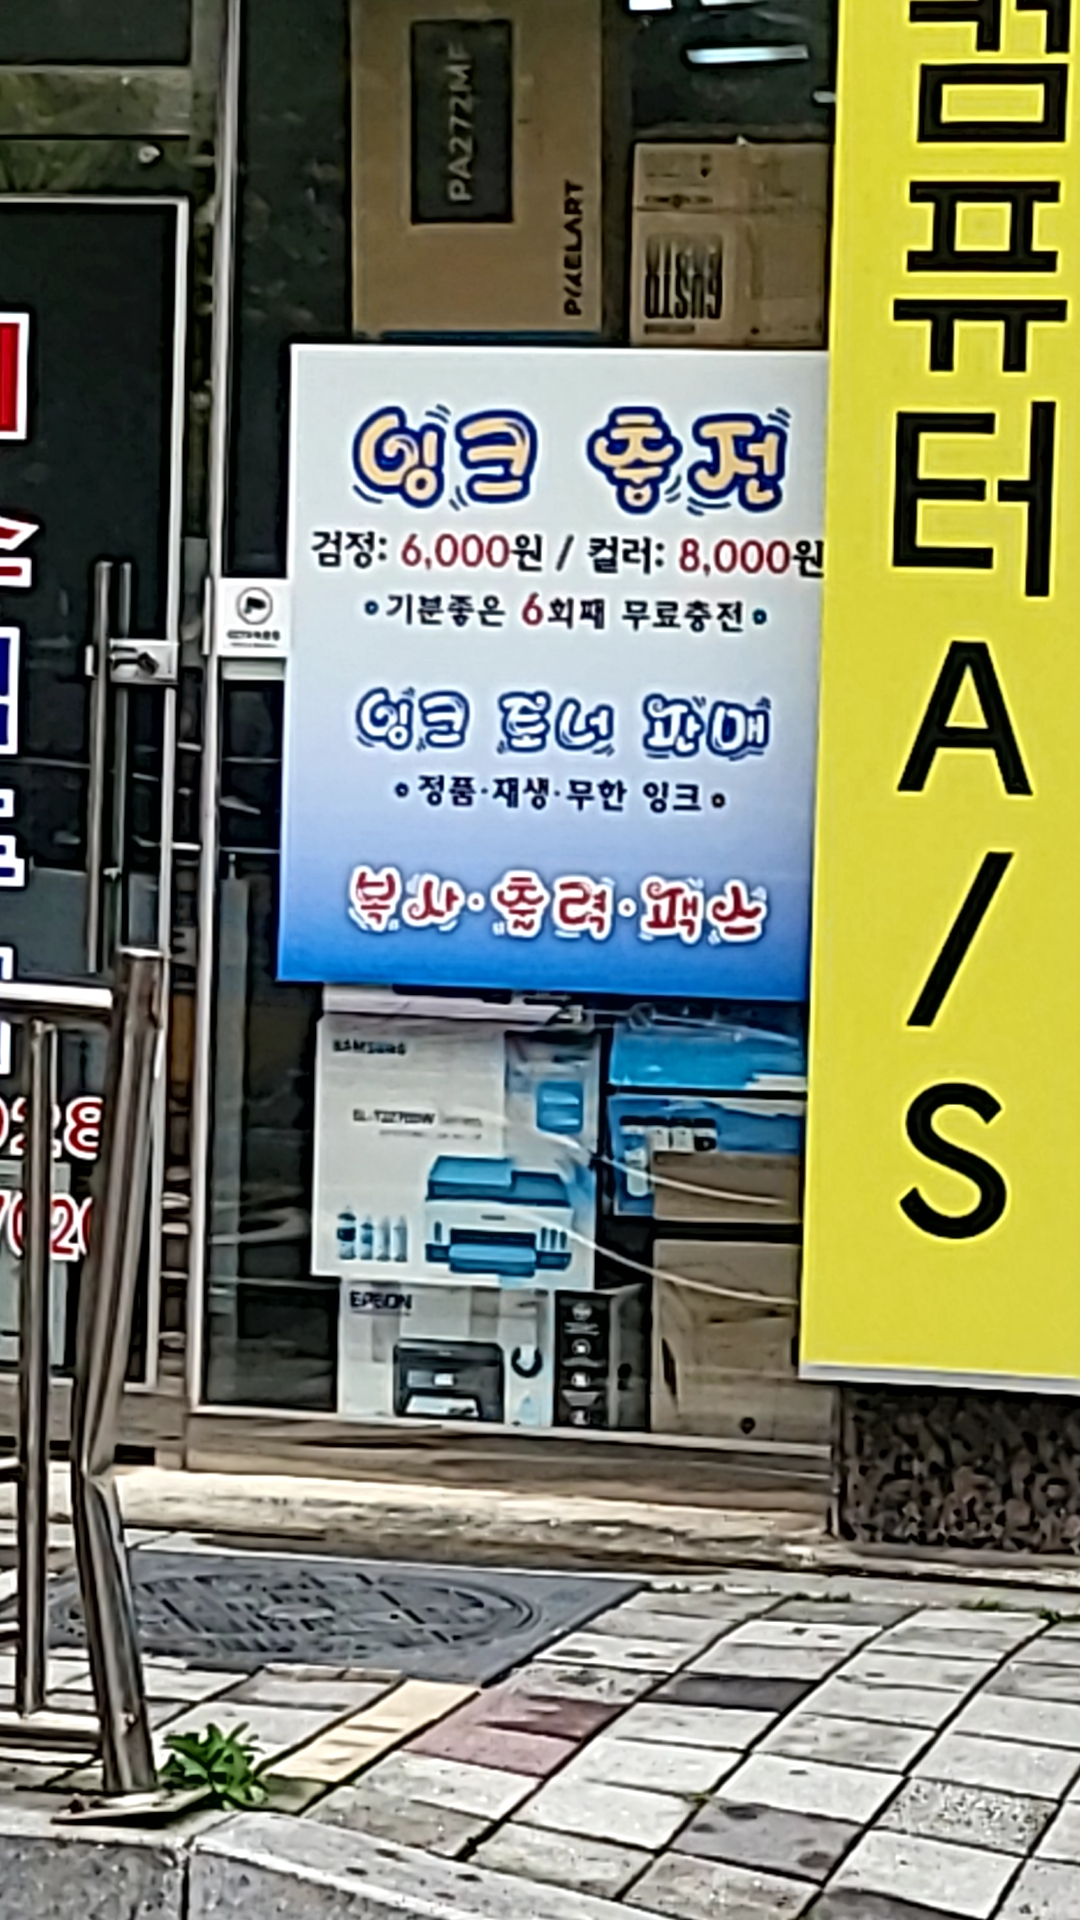 PA272MF
PIXELART
잉크 충전
검정: 6,000원 / 컬러: 8,000원
•기분좋은 6회째 무료충전•
잉크 토너 판매
•정품·재생·무한 잉크•
복사·출력·팩스
컴퓨터 A/S
SAMSUNG
EPSON